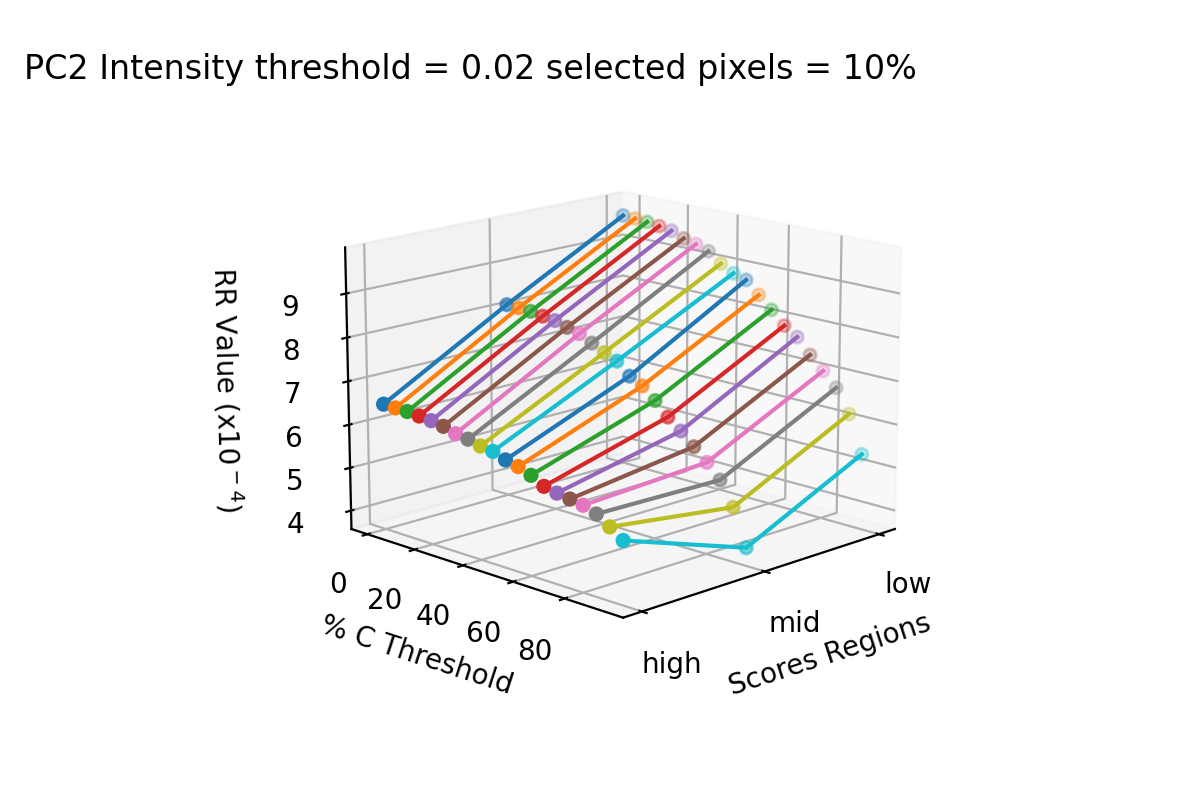 PC2 Intensity threshold = 0.02 selected pixels = 10%
RR Value (x10⁻⁴)
9
8
7
6
5
4
0
20
40
60
80
% C Threshold
high
mid
low
Scores Regions